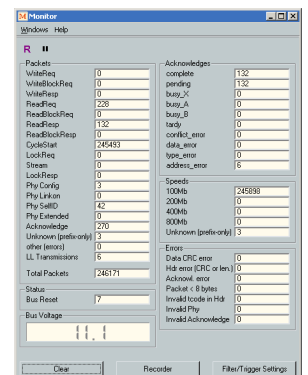 Monitor
Windows Help
R
Packets
WriteReq 0
WriteBlockReq 0
WriteResp 0
ReadReq 228
ReadBlockReq 0
ReadResp 132
ReadBlockResp 0
CycleStart 245493
LockReq 0
Stream 0
LockResp 0
Phy Config 3
Phy Linkon 0
Phy SelfID 42
Phy Extended 0
Acknowledge 270
Unknown (prefix-only) 3
other (errors) 0
LL Transmissions 6
Total Packets 246171
Status
Bus Reset 7
Bus Voltage
11.1
Acknowledges
complete 132
pending 132
busy_X 0
busy_A 0
busy_B 0
tardy 0
conflict_error 0
data_error 0
type_error 0
address_error 6
Speeds
100Mb 245898
200Mb 0
400Mb 0
800Mb 0
Unknown (prefix-only) 3
Errors
Data CRC error 0
Hdr error (CRC or len.) 0
Acknowl. error 0
Packet < 8 bytes 0
Invalid tcode in Hdr 0
Invalid Phy 0
Invalid Acknowledge 0
Clear
Recorder
Filter/Trigger Settings